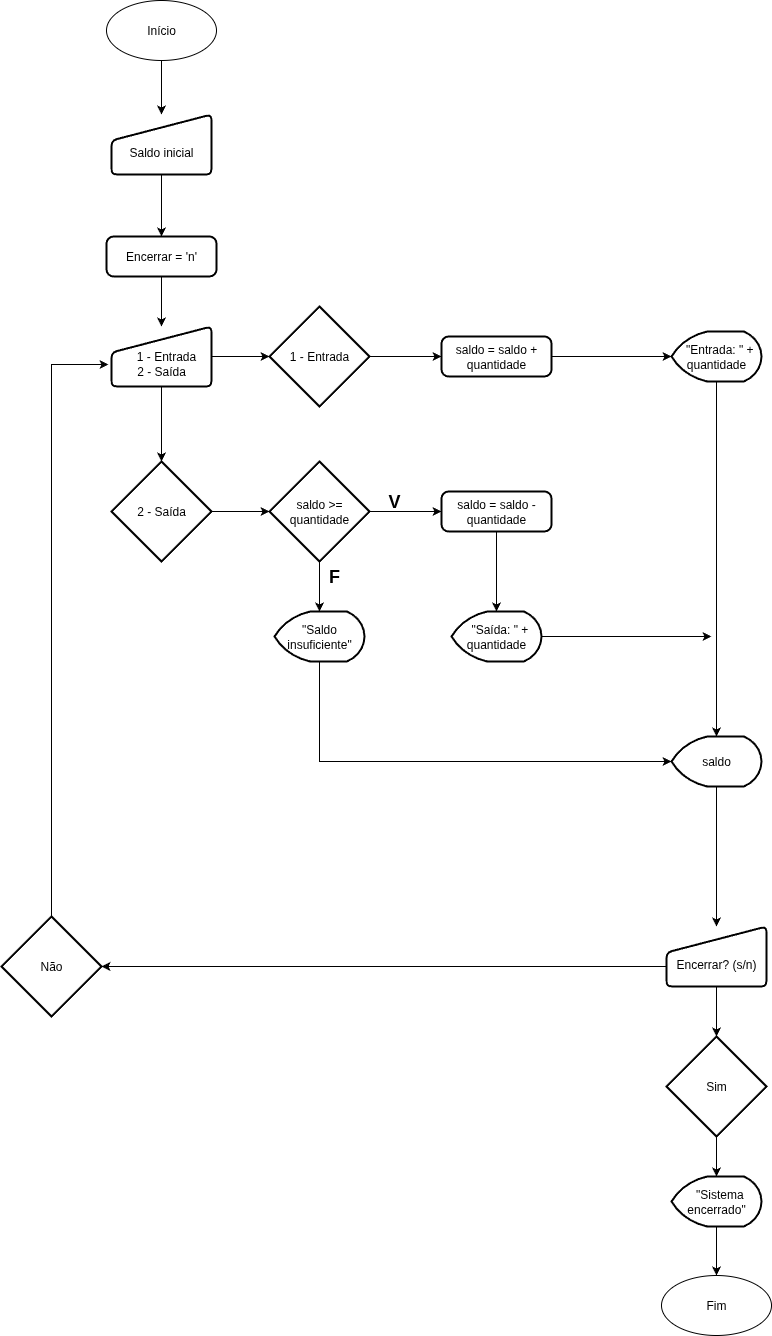 Início
Saldo inicial
Encerrar = 'n'
1 - Entrada
2 - Saída
1 - Entrada
saldo = saldo +
quantidade
"Entrada: " +
quantidade
2 - Saída
saldo >=
quantidade
V
saldo = saldo -
quantidade
F
"Saldo
insuficiente"
"Saída: " +
quantidade
saldo
Não
Encerrar? (s/n)
Sim
"Sistema
encerrado"
Fim